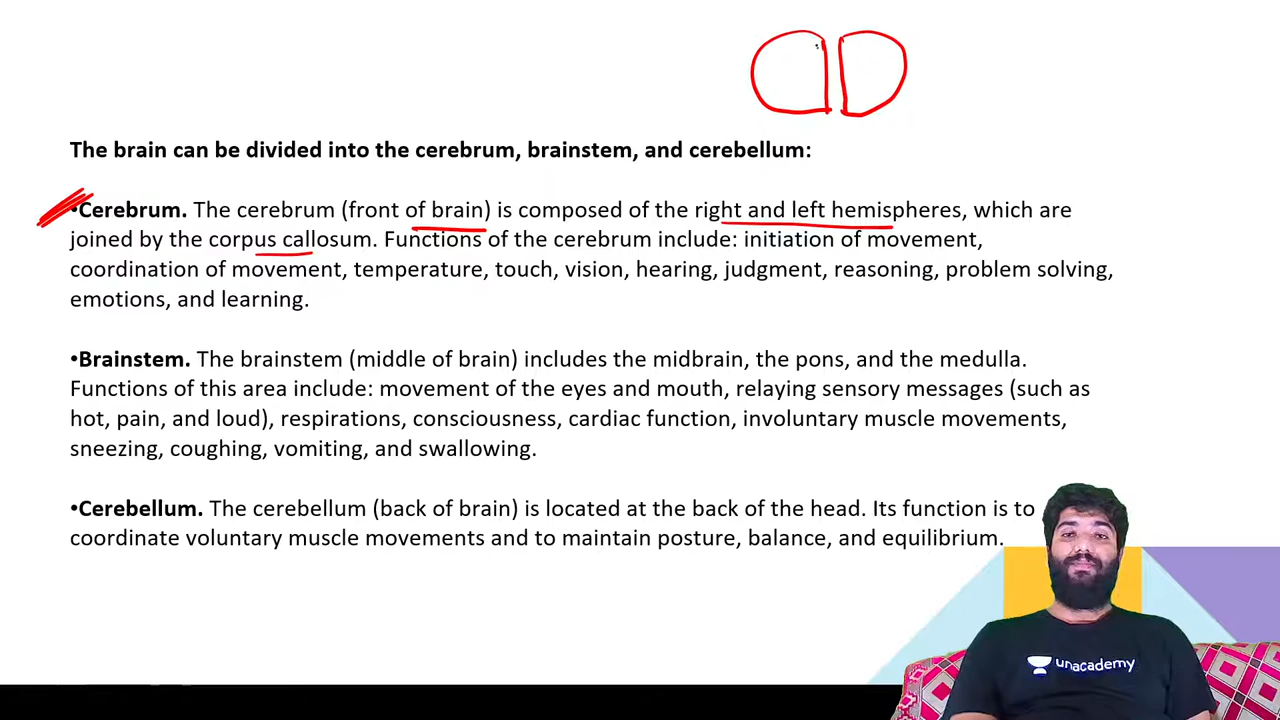 The brain can be divided into the cerebrum, brainstem, and cerebellum:
•Cerebrum. The cerebrum (front of brain) is composed of the right and left hemispheres, which are
joined by the corpus callosum. Functions of the cerebrum include: initiation of movement,
coordination of movement, temperature, touch, vision, hearing, judgment, reasoning, problem solving,
emotions, and learning.
•Brainstem. The brainstem (middle of brain) includes the midbrain, the pons, and the medulla.
Functions of this area include: movement of the eyes and mouth, relaying sensory messages (such as
hot, pain, and loud), respirations, consciousness, cardiac function, involuntary muscle movements,
sneezing, coughing, vomiting, and swallowing.
•Cerebellum. The cerebellum (back of brain) is located at the back of the head. Its function is to
coordinate voluntary muscle movements and to maintain posture, balance, and equilibrium.
unacademy